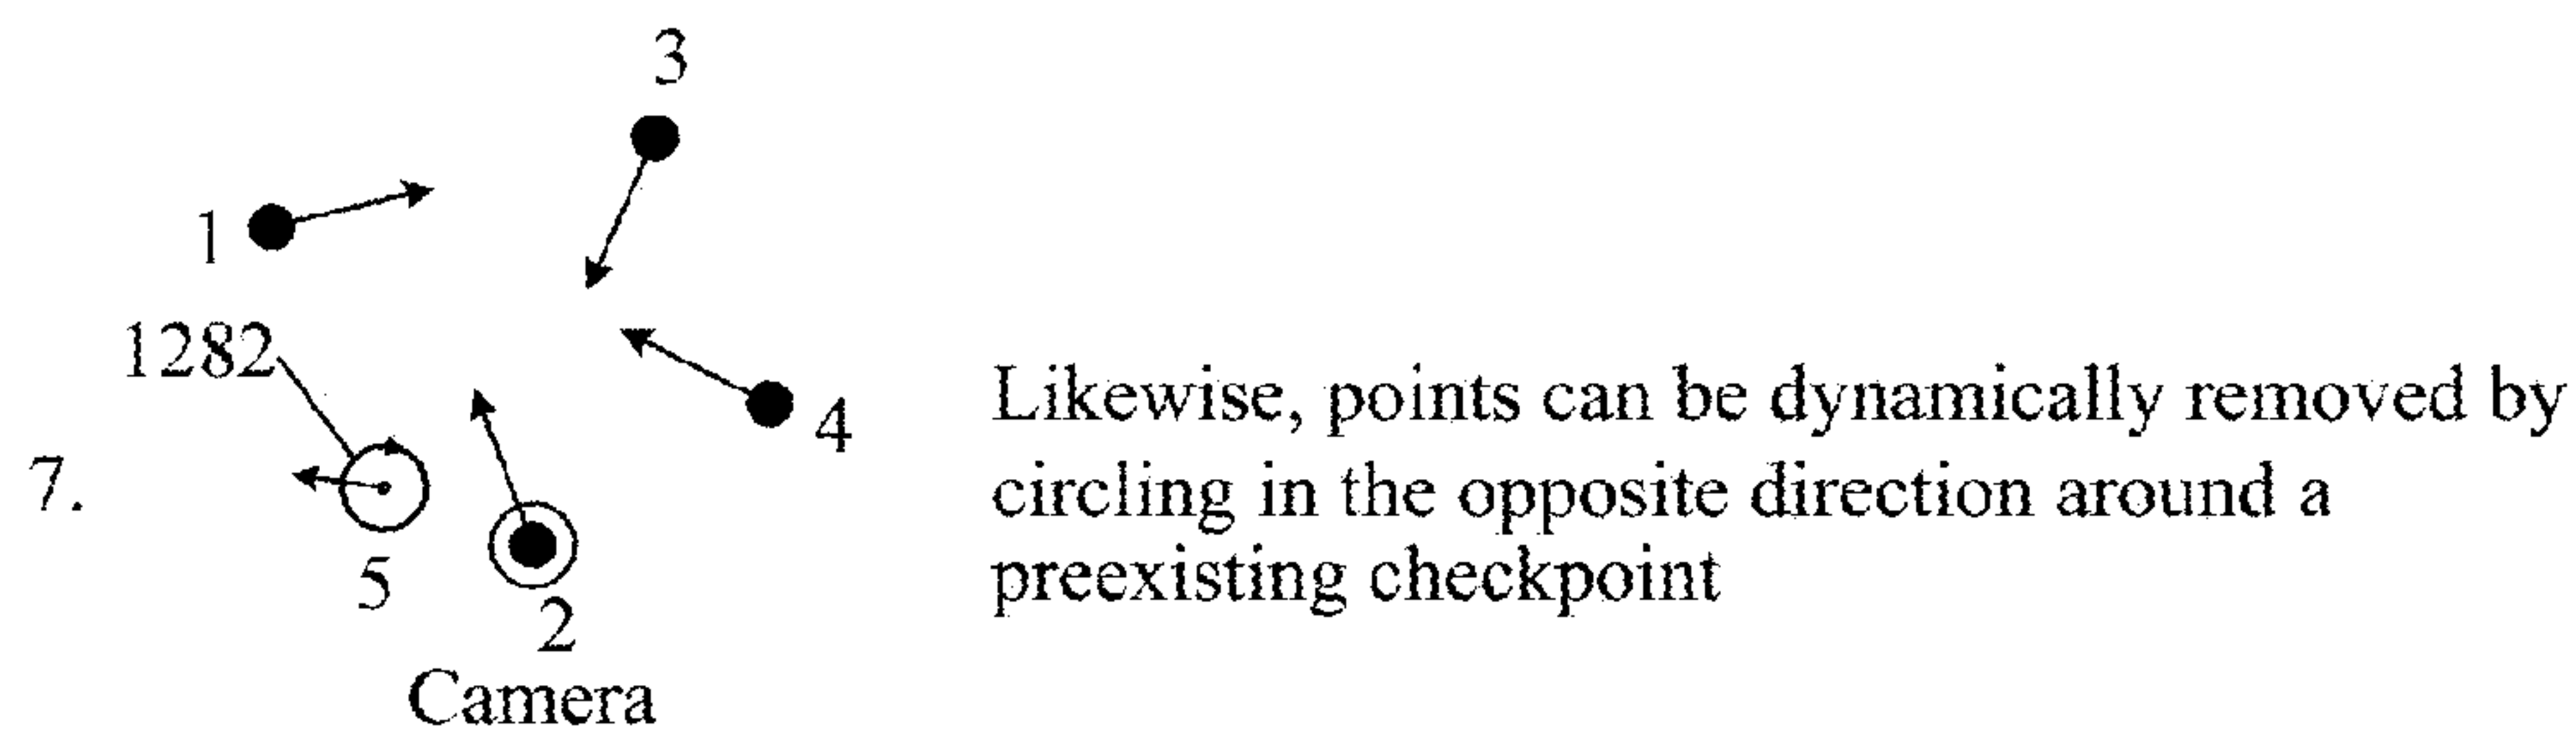 3
1
1282
4
7.
5
2
Camera
Likewise, points can be dynamically removed by
circling in the opposite direction around a
preexisting checkpoint